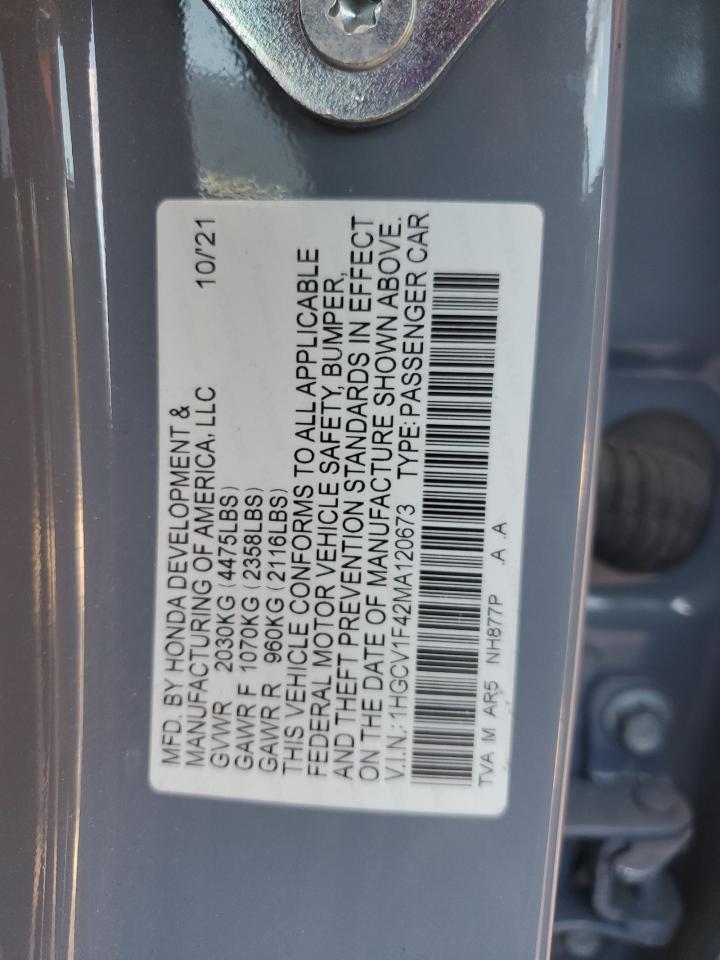 MFD. BY HONDA DEVELOPMENT &
MANUFACTURING OF AMERICA, LLC 10/'21
GVWR 2030KG (4475LBS)
GAWR F 1070KG (2358LBS)
GAWR R 960KG (2116LBS)
THIS VEHICLE CONFORMS TO ALL APPLICABLE
FEDERAL MOTOR VEHICLE SAFETY, BUMPER,
AND THEFT PREVENTION STANDARDS IN EFFECT
ON THE DATE OF MANUFACTURE SHOWN ABOVE.
V.I.N.: 1HGCV1F42MA120673 TYPE: PASSENGER CAR
TVA M AR5 NH877P A A